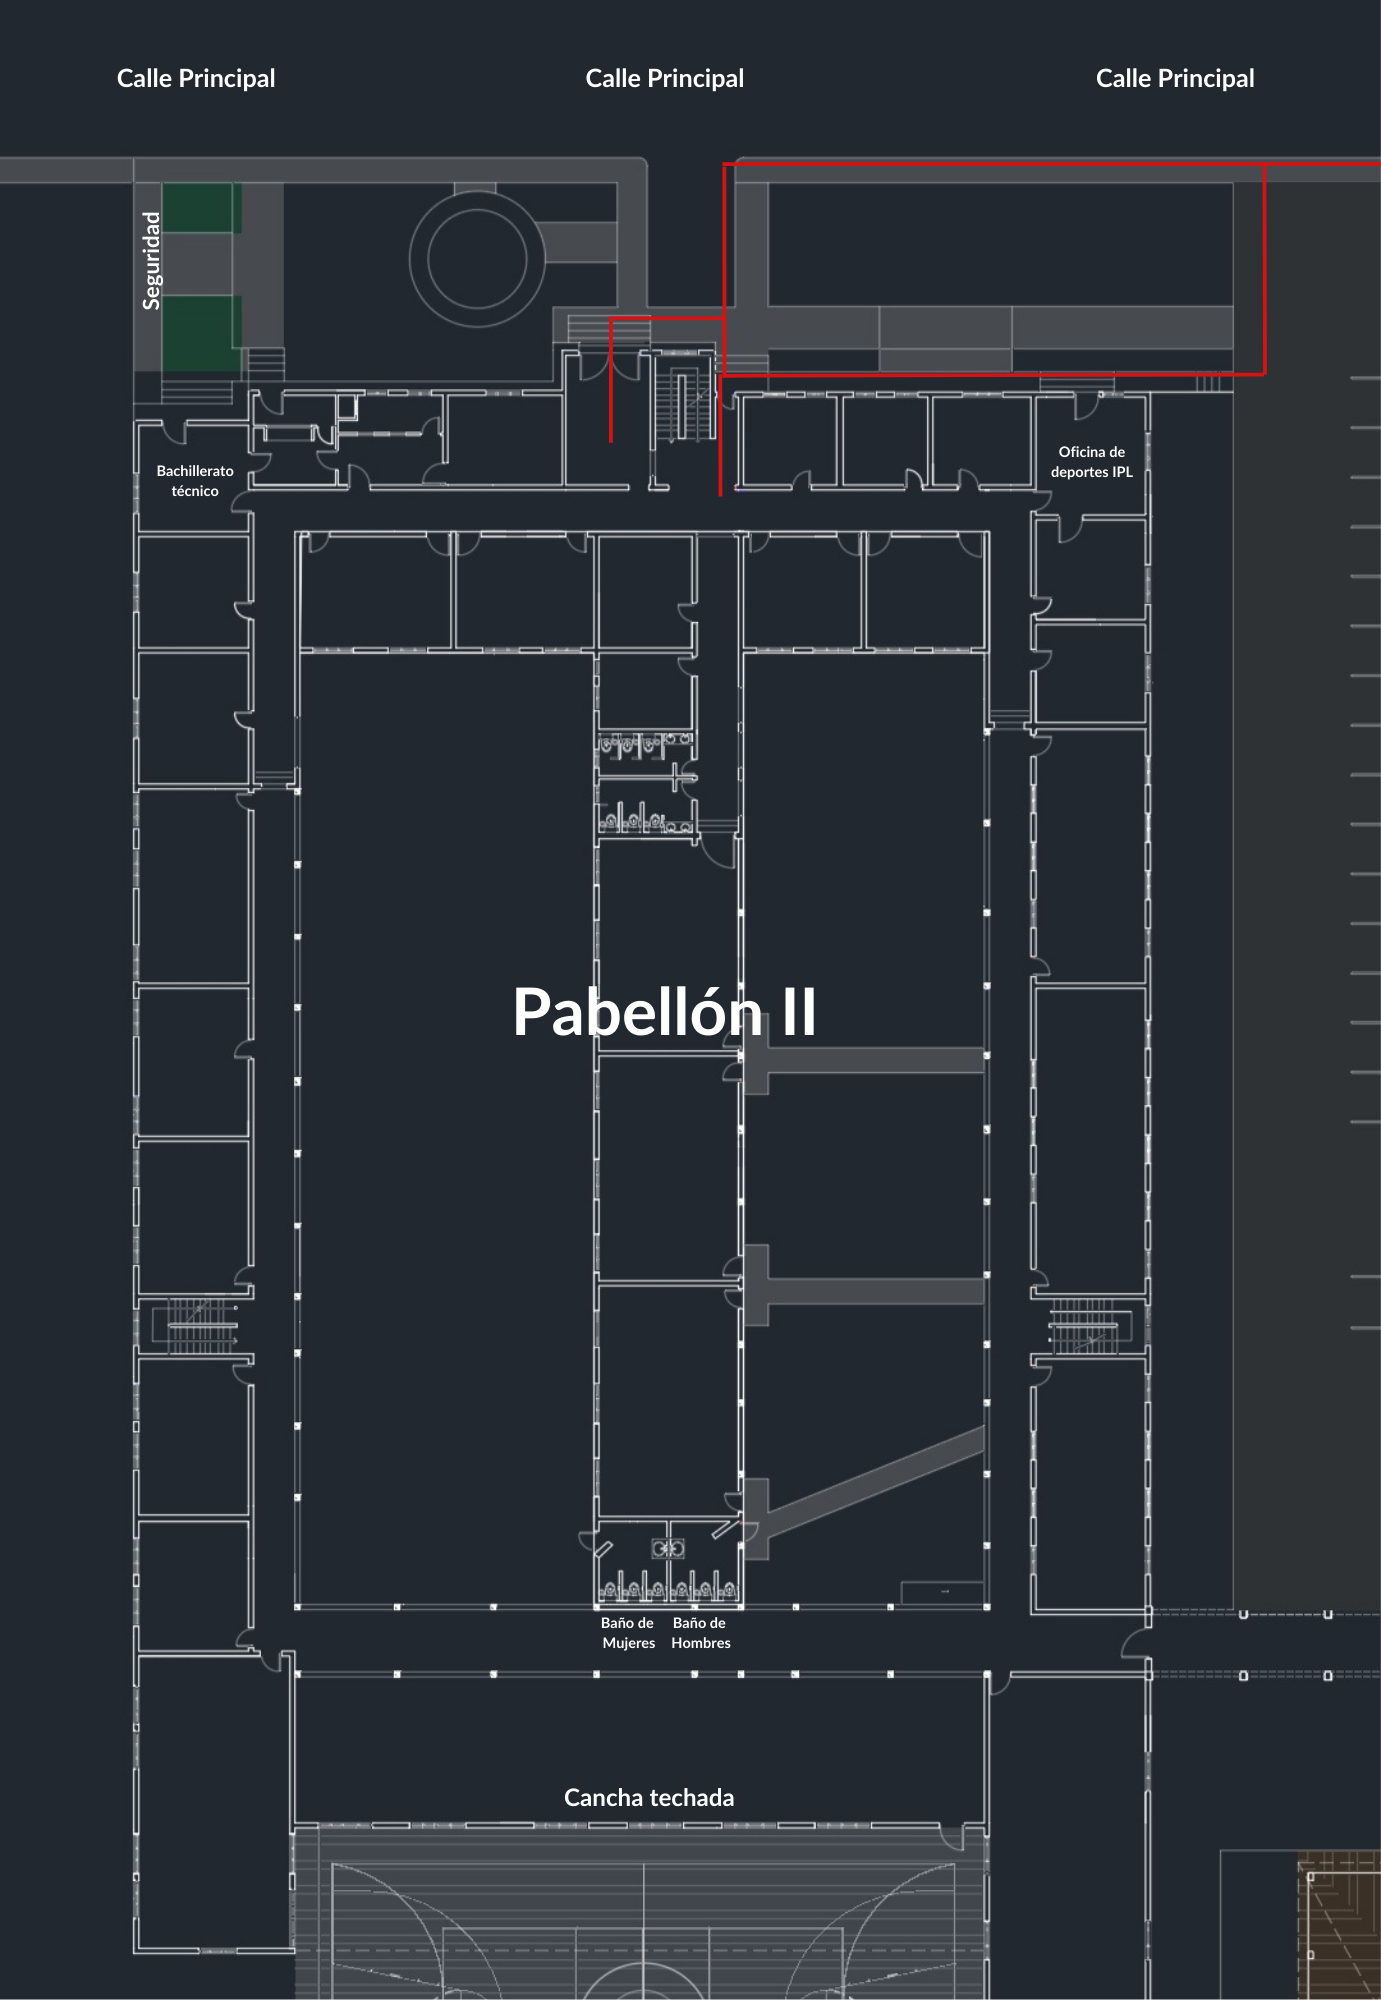 Calle Principal
Calle Principal
Calle Principal
Seguridad
Bachillerato
técnico
Oficina de
deportes IPL
Pabellón II
Baño de
Mujeres
Baño de
Hombres
Cancha techada